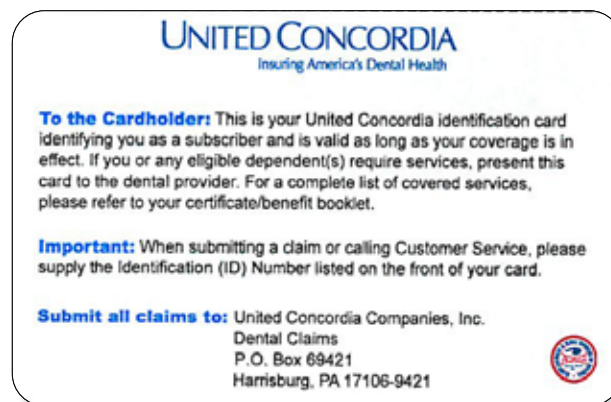 UNITED CONCORDIA
Insuring America's Dental Health
To the Cardholder: This is your United Concordia identification card
identifying you as a subscriber and is valid as long as your coverage is in
effect. If you or any eligible dependent(s) require services, present this
card to the dental provider. For a complete list of covered services,
please refer to your certificate/benefit booklet.
Important: When submitting a claim or calling Customer Service, please
supply the Identification (ID) Number listed on the front of your card.
Submit all claims to: United Concordia Companies, Inc.
Dental Claims
P.O. Box 69421
Harrisburg, PA 17106-9421